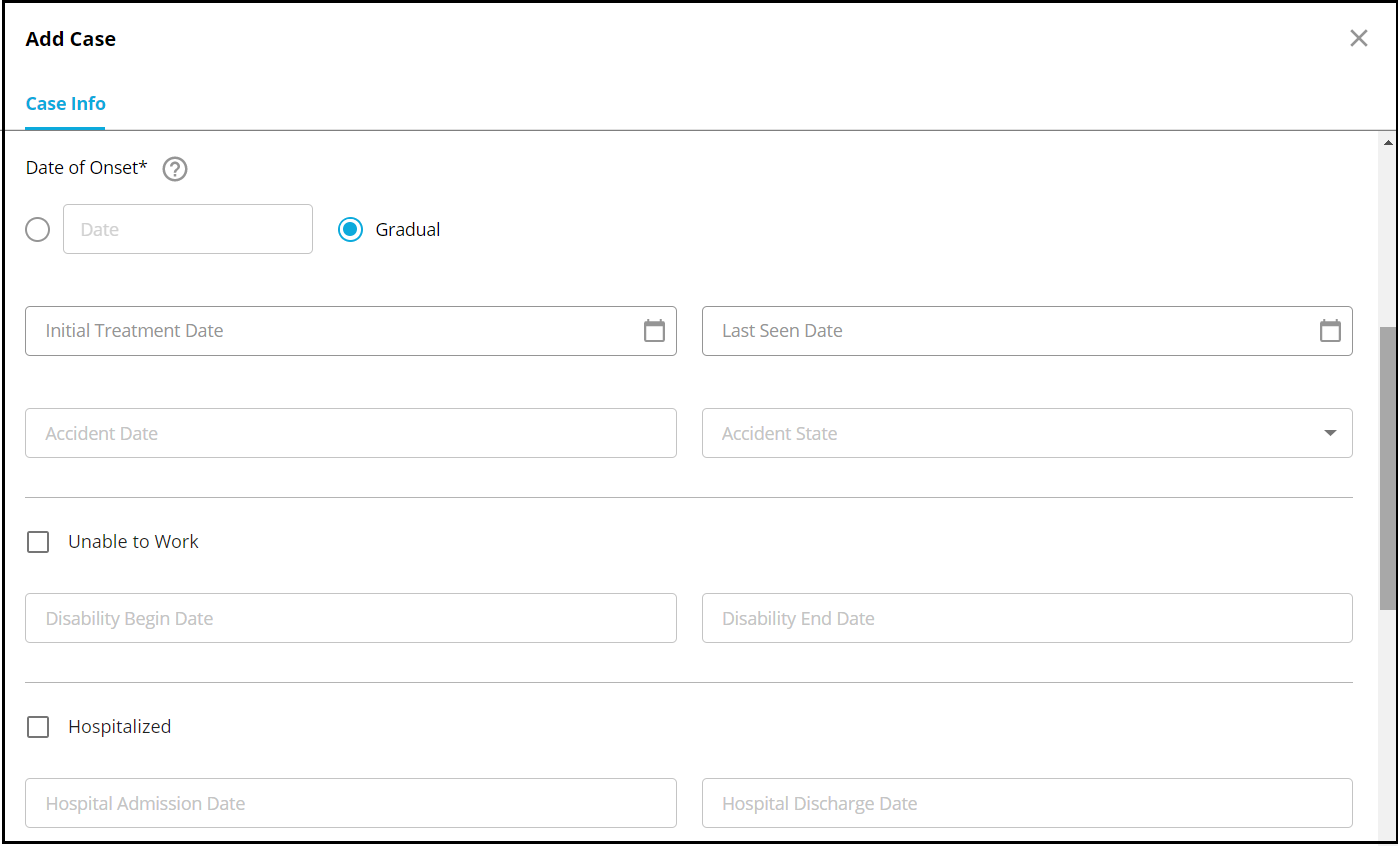 Add Case
Case Info
Date of Onset*
Date
Gradual
Initial Treatment Date
Last Seen Date
Accident Date
Accident State
Unable to Work
Disability Begin Date
Disability End Date
Hospitalized
Hospital Admission Date
Hospital Discharge Date